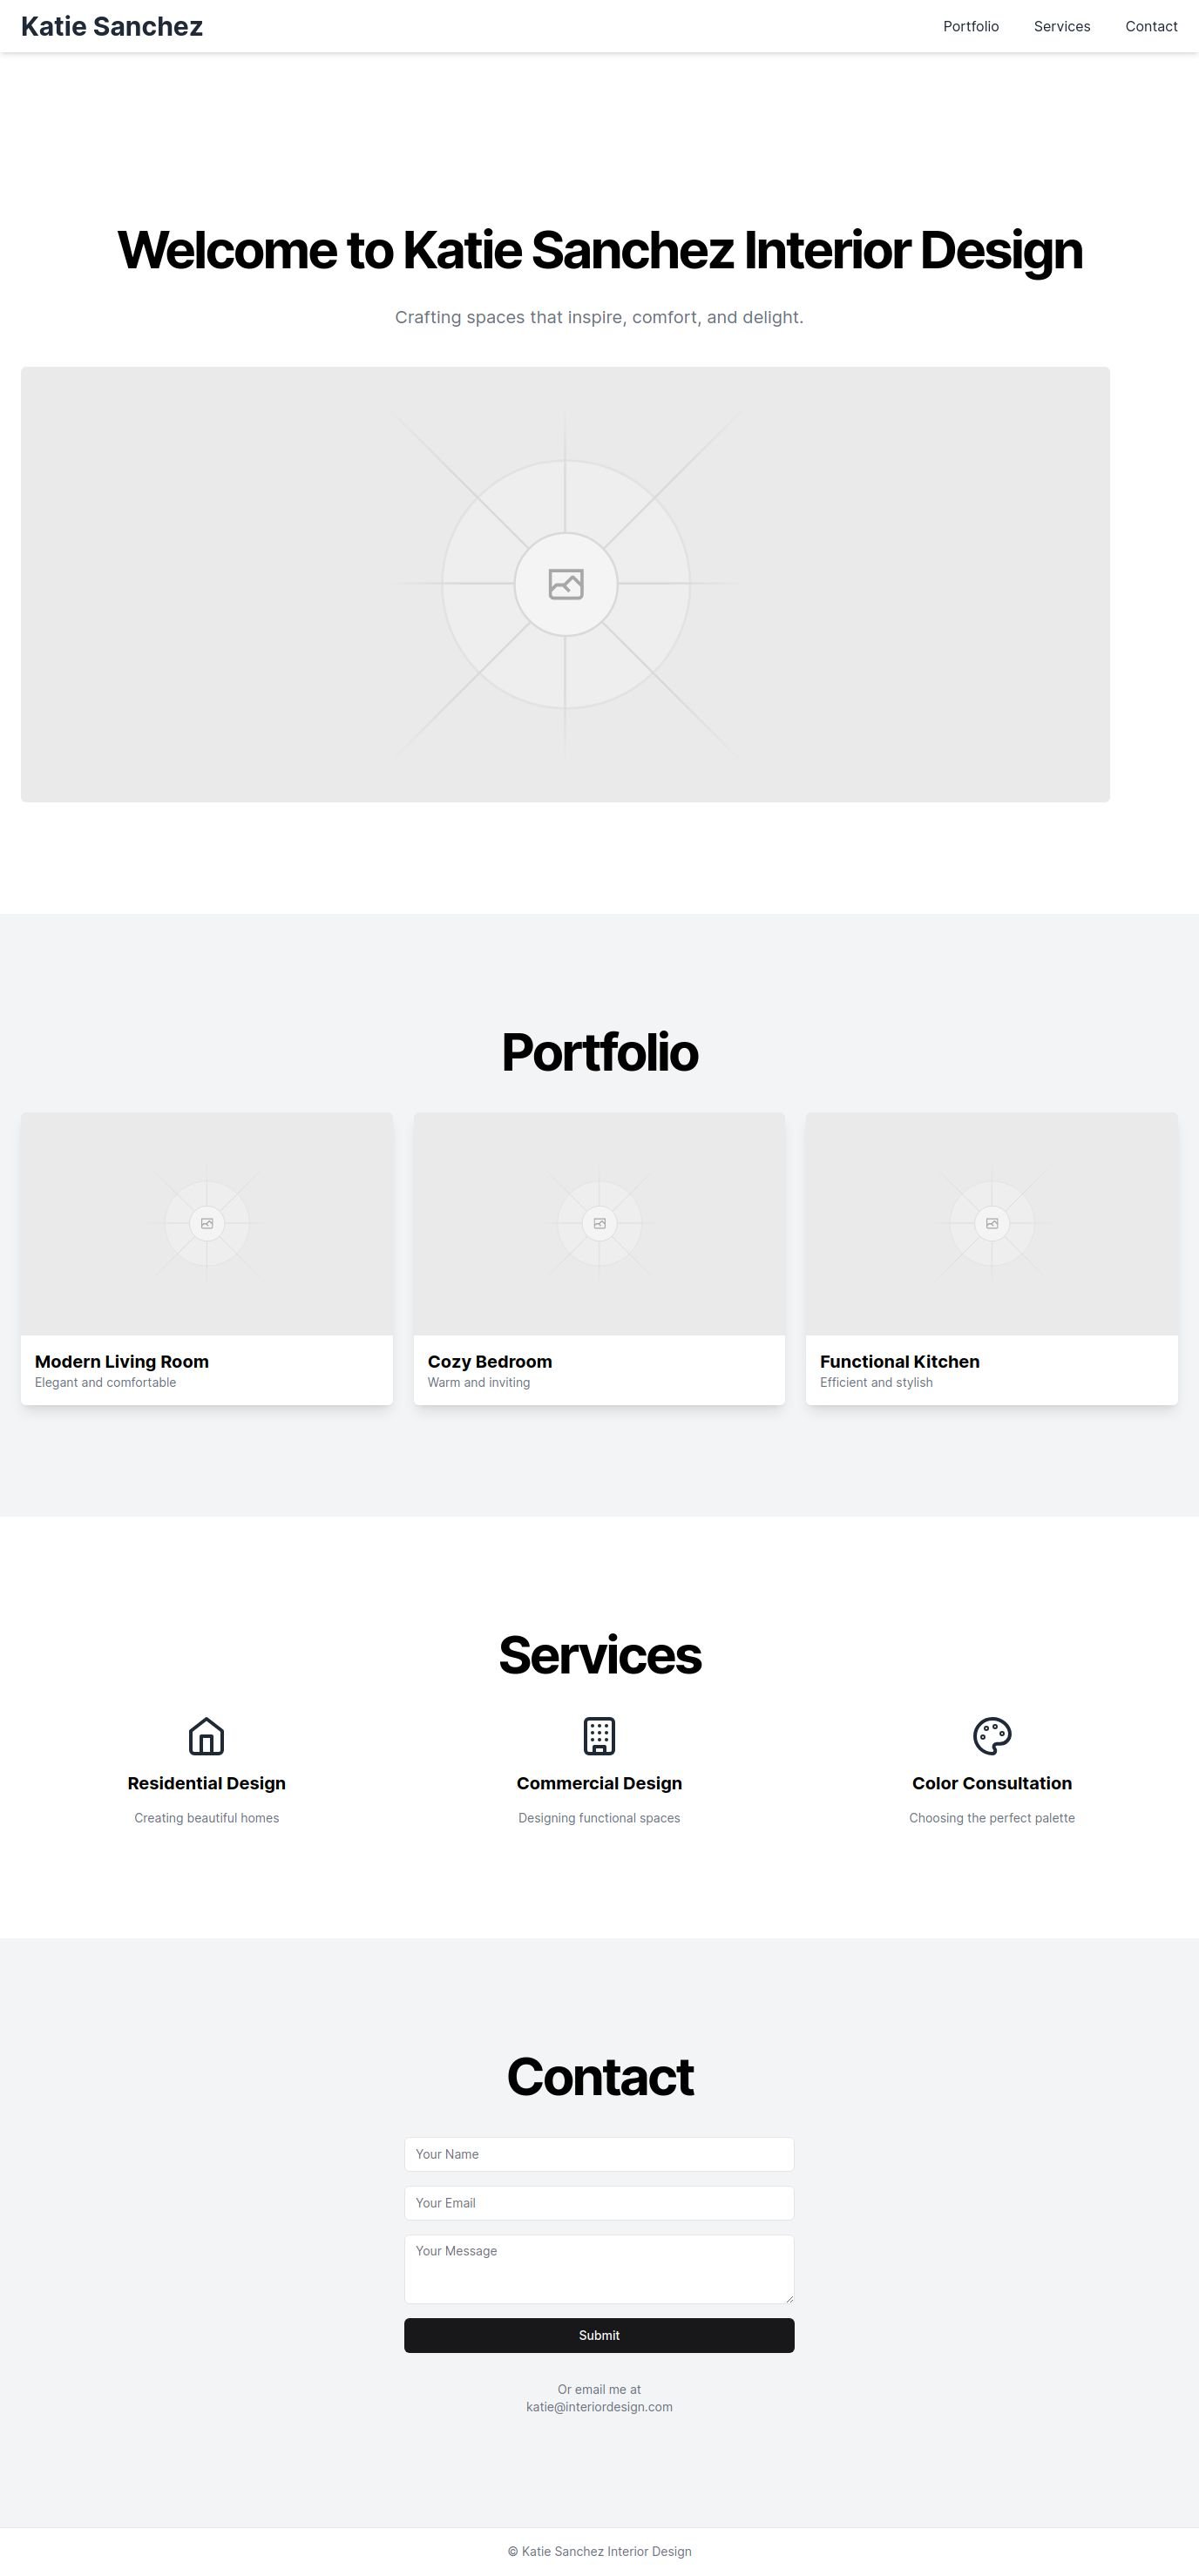 Katie Sanchez
Portfolio
Services
Contact
Welcome to Katie Sanchez Interior Design
Crafting spaces that inspire, comfort, and delight.
Portfolio
Modern Living Room
Elegant and comfortable
Cozy Bedroom
Warm and inviting
Functional Kitchen
Efficient and stylish
Services
Residential Design
Creating beautiful homes
Commercial Design
Designing functional spaces
Color Consultation
Choosing the perfect palette
Contact
Your Name
Your Email
Your Message
Submit
Or email me at
katie@interiordesign.com
© Katie Sanchez Interior Design